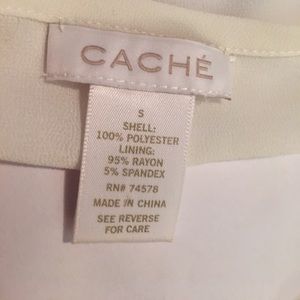 CACHÉ
S
SHELL:
100% POLYESTER
LINING:
95% RAYON
5% SPANDEX
RN# 74578
MADE IN CHINA
SEE REVERSE
FOR CARE